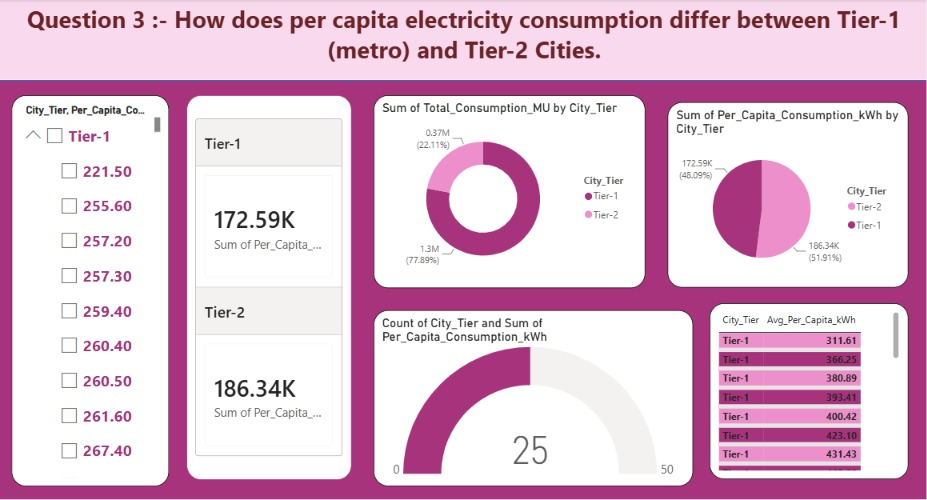 Question 3 :- How does per capita electricity consumption differ between Tier-1
(metro) and Tier-2 Cities.
City_Tier, Per_Capita_Co...
Tier-1
221.50
255.60
257.20
257.30
259.40
260.40
260.50
261.60
267.40
Tier-1
172.59K
Sum of Per_Capita_...
Tier-2
186.34K
Sum of Per_Capita_...
Sum of Total_Consumption_MU by City_Tier
0.37M
(22.11%)
1.3M
(77.89%)
City_Tier
Tier-1
Tier-2
Sum of Per_Capita_Consumption_kWh by
City_Tier
172.59K
(48.09%)
186.34K
(51.91%)
City_Tier
Tier-2
Tier-1
Count of City_Tier and Sum of
Per_Capita_Consumption_kWh
0
25
50
City_Tier Avg_Per_Capita_kWh
Tier-1 311.61
Tier-1 366.25
Tier-1 380.89
Tier-1 393.41
Tier-1 400.42
Tier-1 423.10
Tier-1 431.43